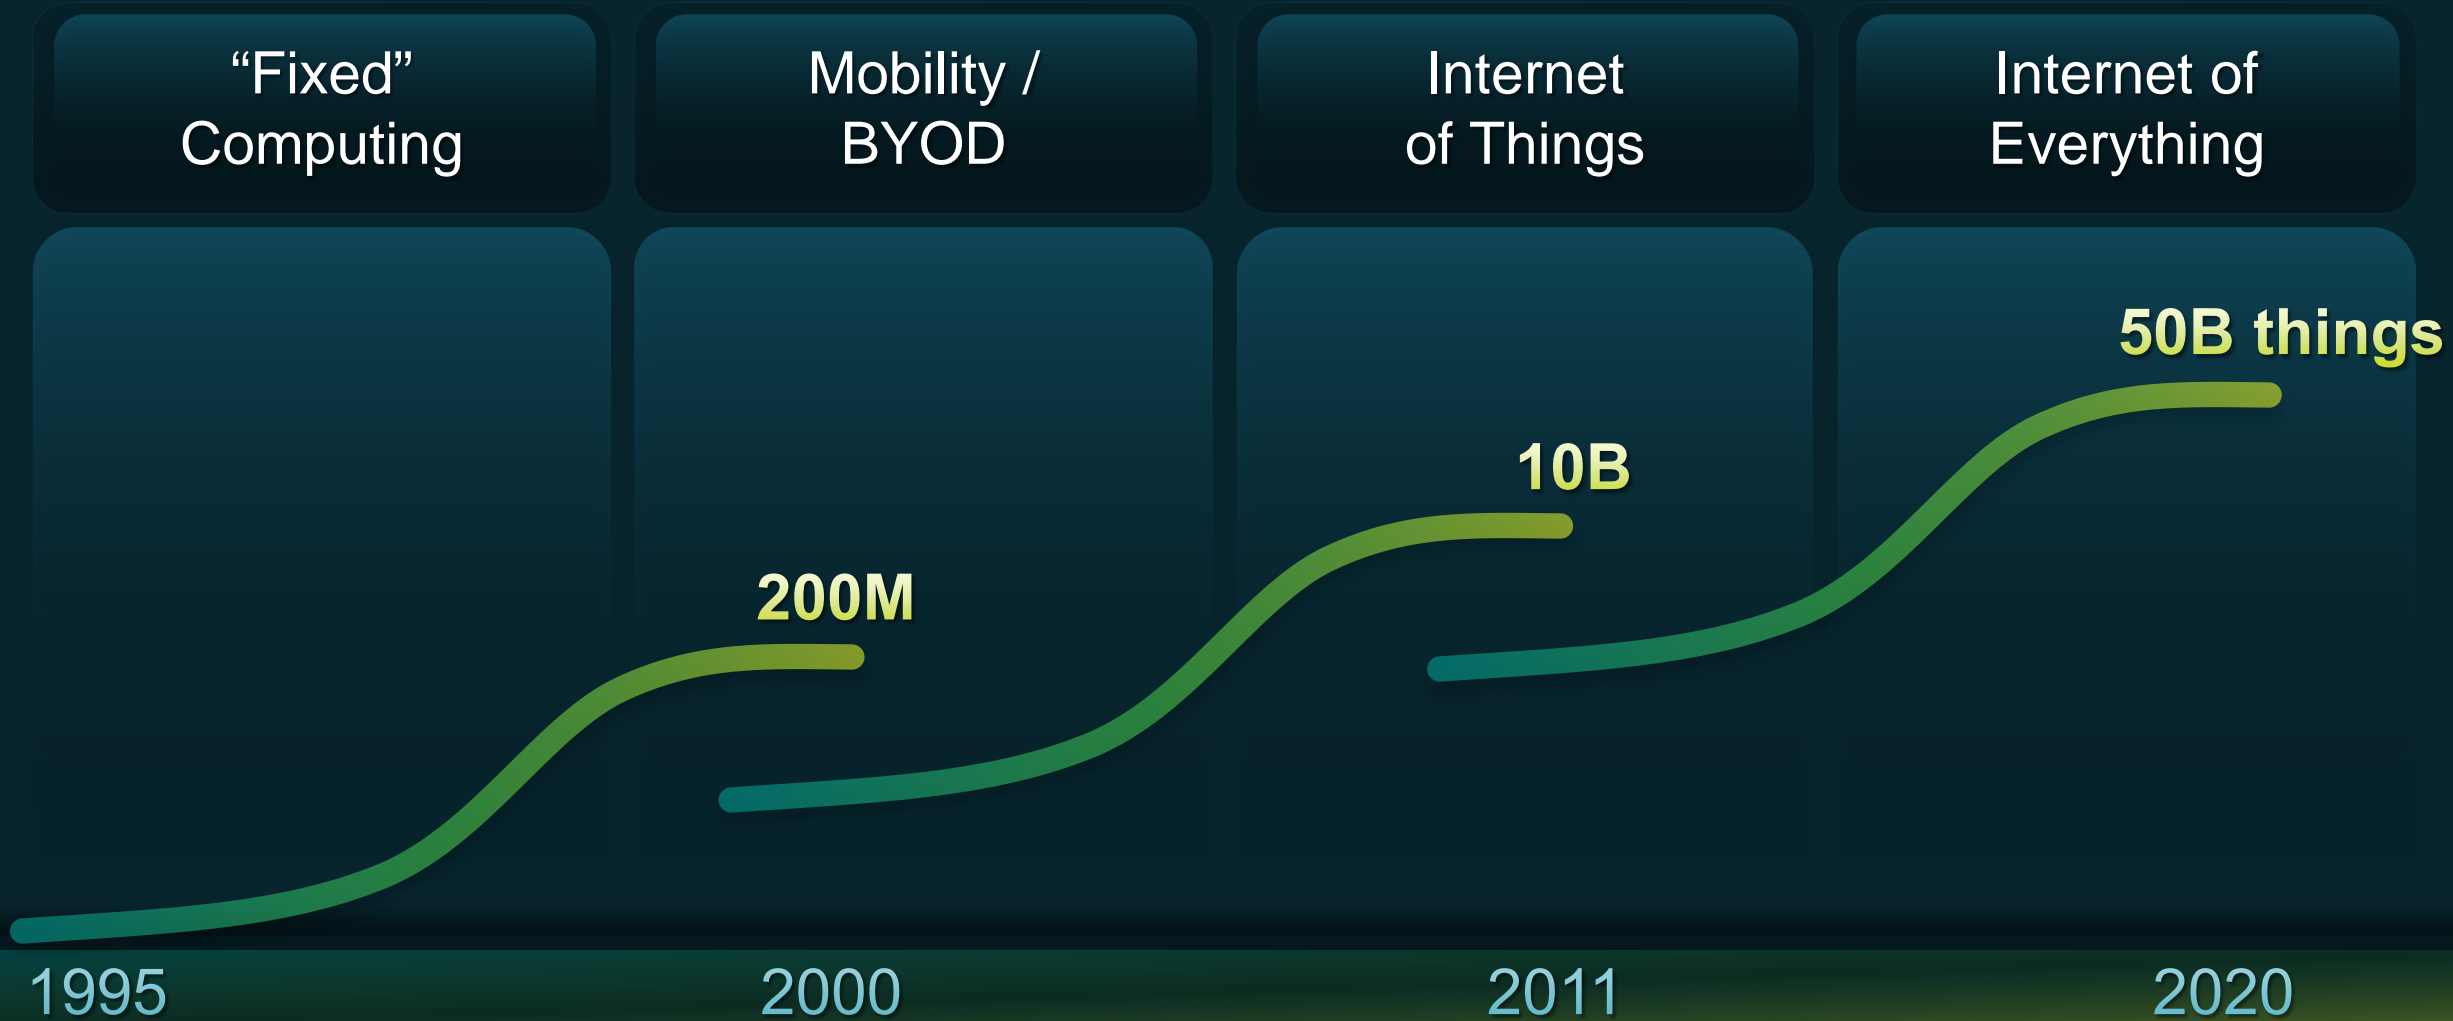 “Fixed”
Computing
Mobility /
BYOD
Internet
of Things
Internet of
Everything
50B things
10B
200M
1995
2000
2011
2020